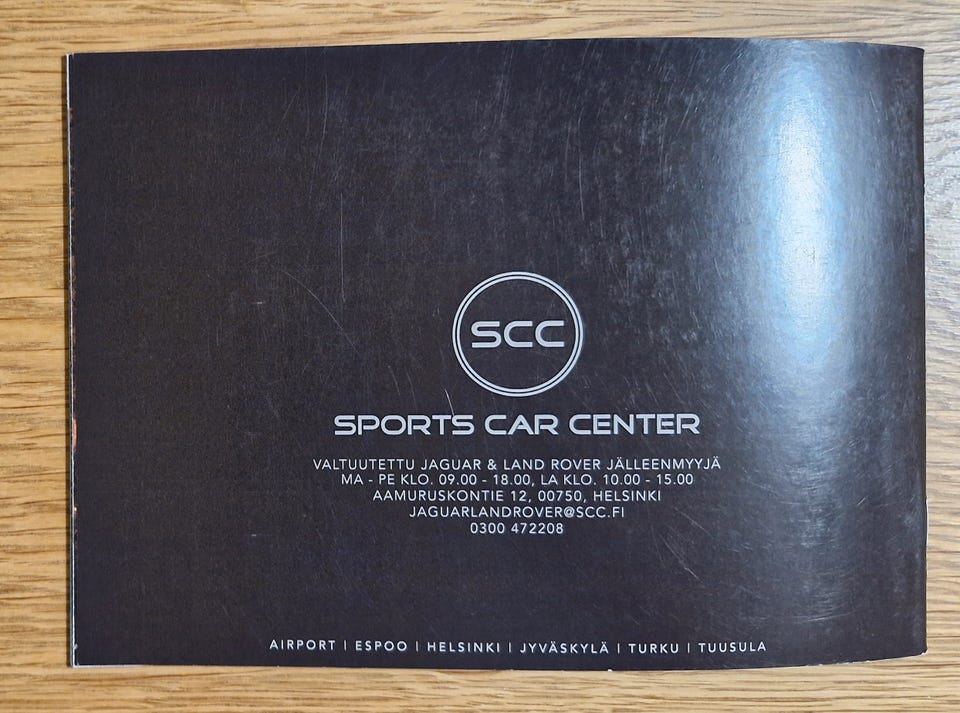 SCC
SPORTS CAR CENTER
VALTUUTETTU JAGUAR & LAND ROVER JÄLLEENMYYJÄ
MA - PE KLO. 09.00 - 18.00, LA KLO. 10.00 - 15.00
AAMURUSKONTIE 12, 00750, HELSINKI
JAGUARLANDROVER@SCC.FI
0300 472208
AIRPORT | ESPOO | HELSINKI | JYVÄSKYLÄ | TURKU | TUUSULA